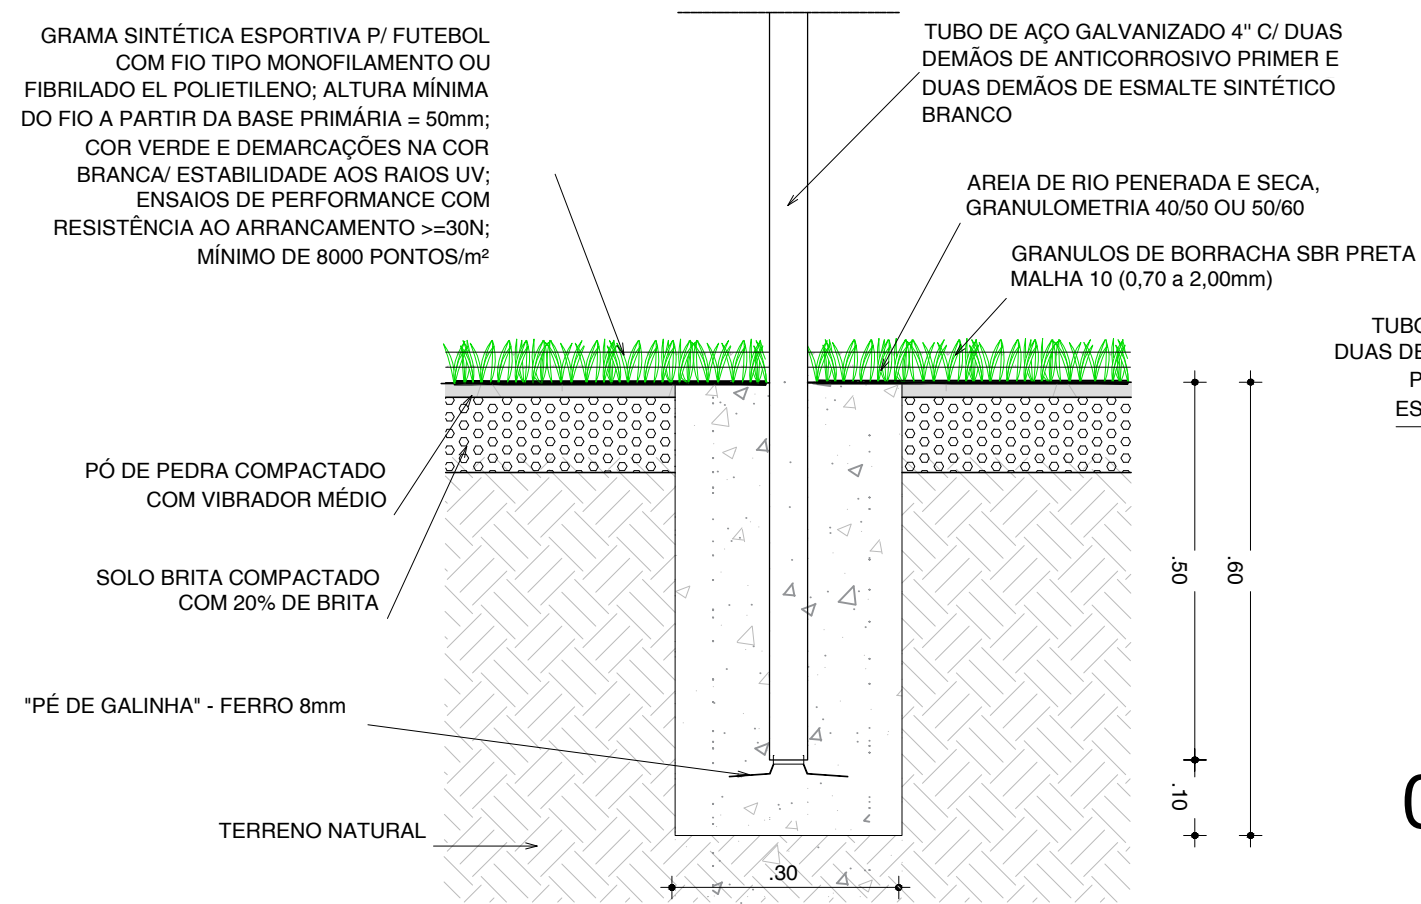 GRAMA SINTÉTICA ESPORTIVA P/ FUTEBOL
COM FIO TIPO MONOFILAMENTO OU
FIBRILADO EL POLIETILENO; ALTURA MÍNIMA
DO FIO A PARTIR DA BASE PRIMÁRIA = 50mm;
COR VERDE E DEMARCAÇÕES NA COR
BRANCA/ ESTABILIDADE AOS RAIOS UV;
ENSAIOS DE PERFORMANCE COM
RESISTÊNCIA AO ARRANCAMENTO >=30N;
MÍNIMO DE 8000 PONTOS/m²
TUBO DE AÇO GALVANIZADO 4" C/ DUAS
DEMÃOS DE ANTICORROSIVO PRIMER E
DUAS DEMÃOS DE ESMALTE SINTÉTICO
BRANCO
AREIA DE RIO PENERADA E SECA,
GRANULOMETRIA 40/50 OU 50/60
GRANULOS DE BORRACHA SBR PRETA
MALHA 10 (0,70 a 2,00mm)
TUBO
DUAS DE
P
ES
PÓ DE PEDRA COMPACTADO
COM VIBRADOR MÉDIO
SOLO BRITA COMPACTADO
COM 20% DE BRITA
"PÉ DE GALINHA" - FERRO 8mm
TERRENO NATURAL
.50
.60
.10
.30